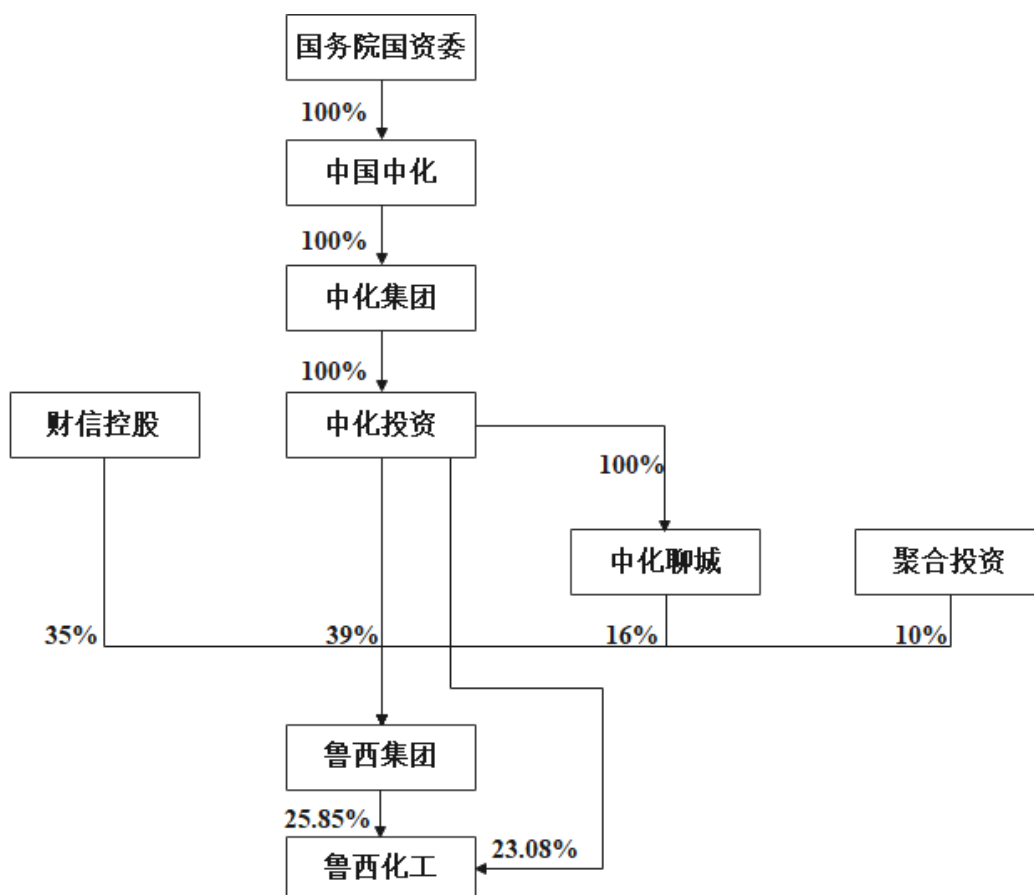 国务院国资委
100%
中国中化
100%
中化集团
100%
财信控股
中化投资
100%
中化聊城
聚合投资
35%
39%
16%
10%
鲁西集团
25.85%
23.08%
鲁西化工